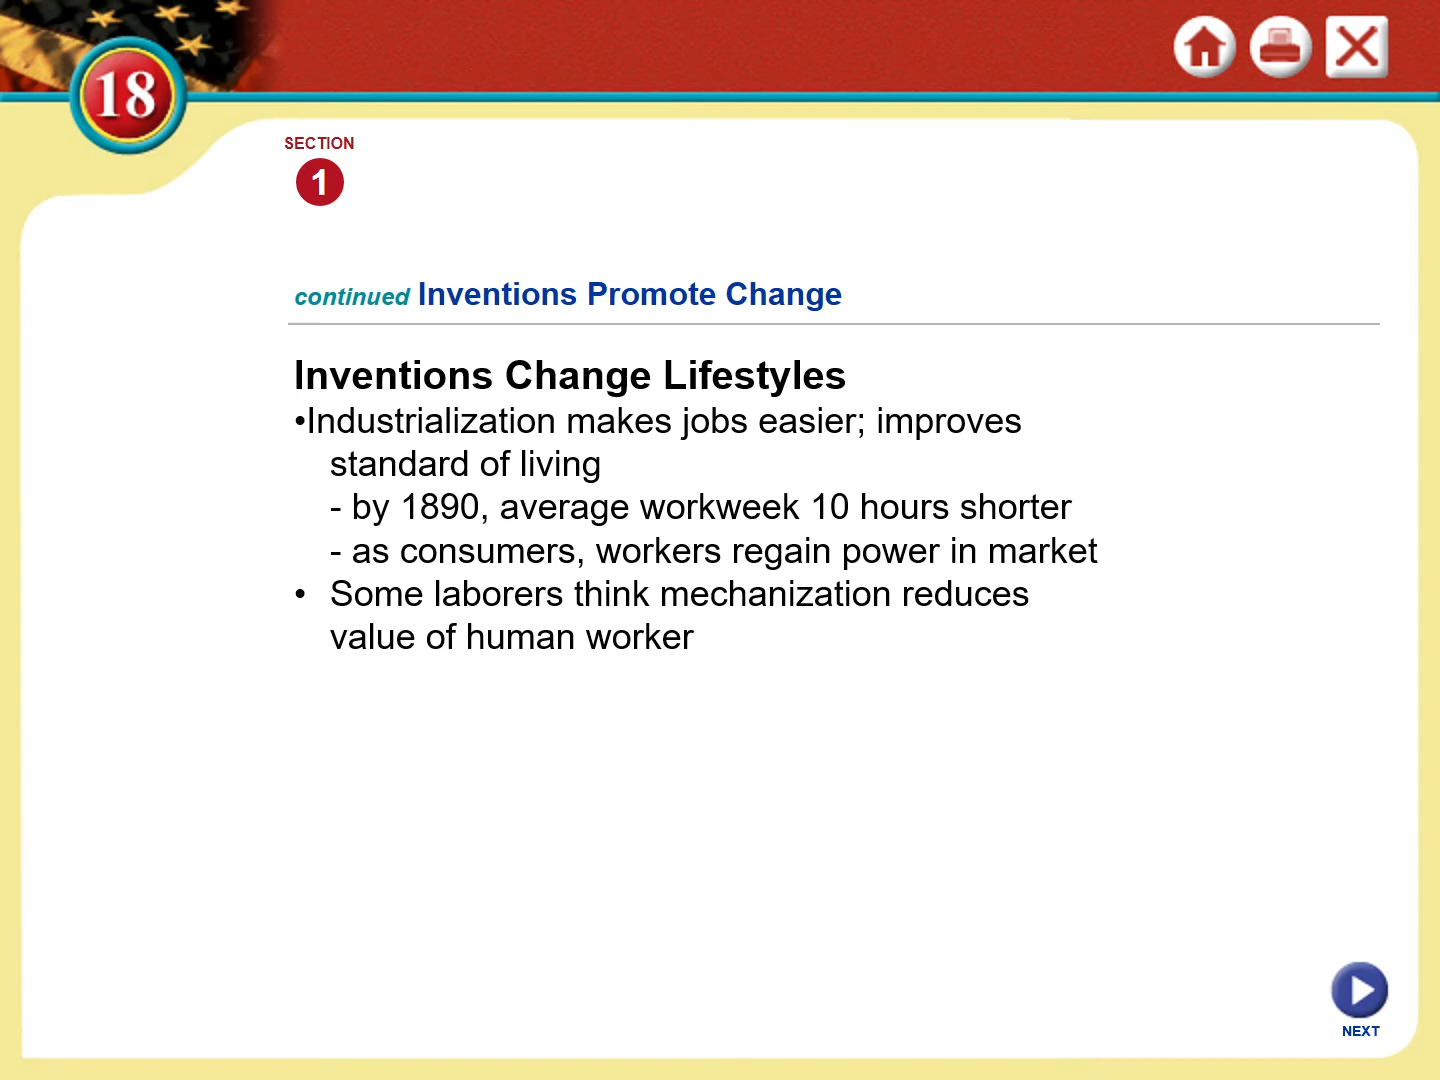 18
SECTION
1
continued Inventions Promote Change
Inventions Change Lifestyles
•Industrialization makes jobs easier; improves
standard of living
- by 1890, average workweek 10 hours shorter
- as consumers, workers regain power in market
• Some laborers think mechanization reduces
value of human worker
NEXT